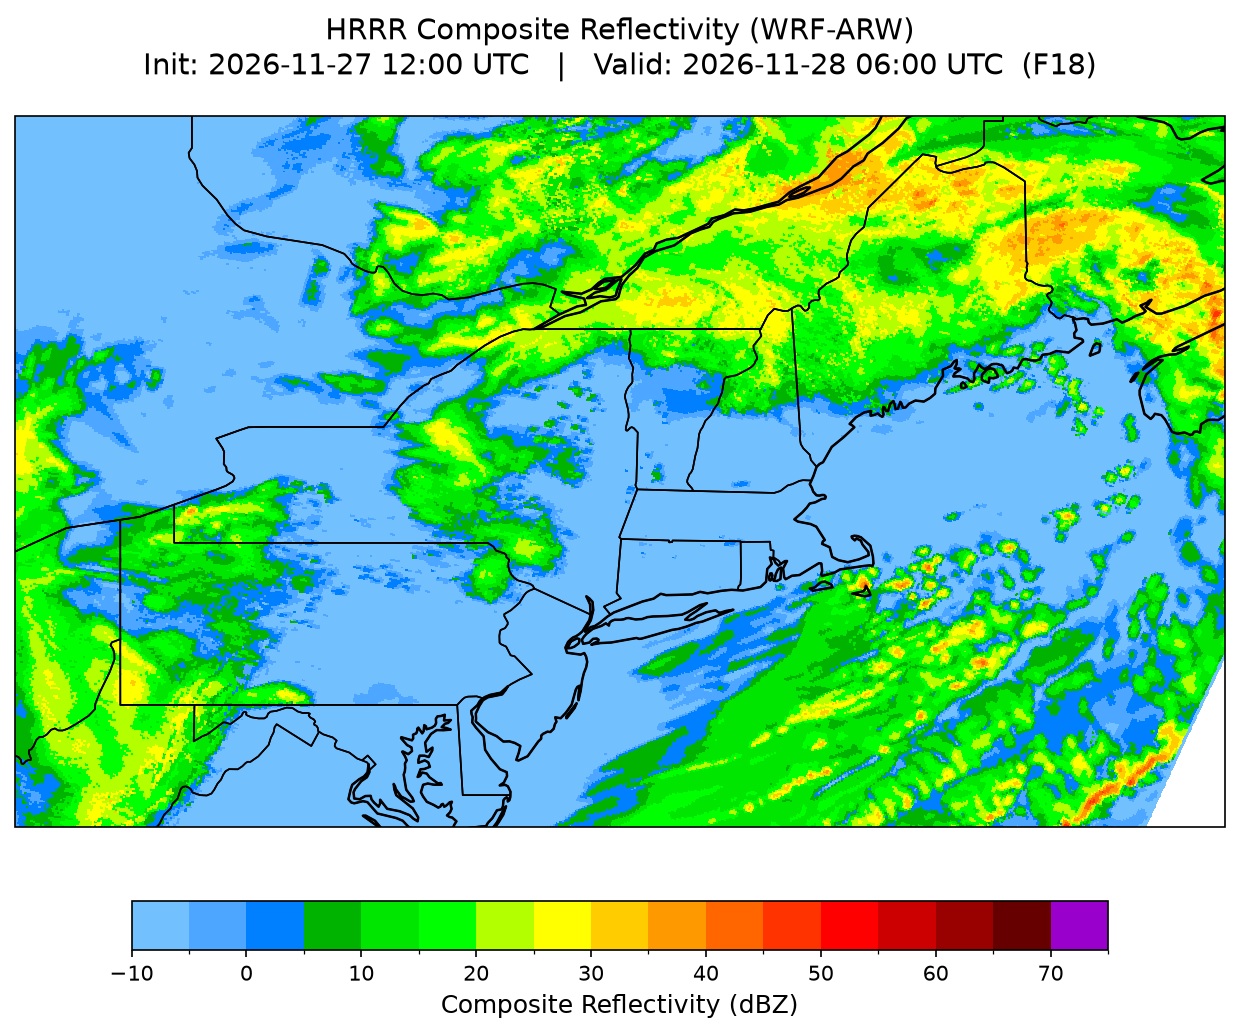 HRRR Composite Reflectivity (WRF-ARW)
Init: 2026-11-27 12:00 UTC | Valid: 2026-11-28 06:00 UTC (F18)
−10 0 10 20 30 40 50 60 70
Composite Reflectivity (dBZ)